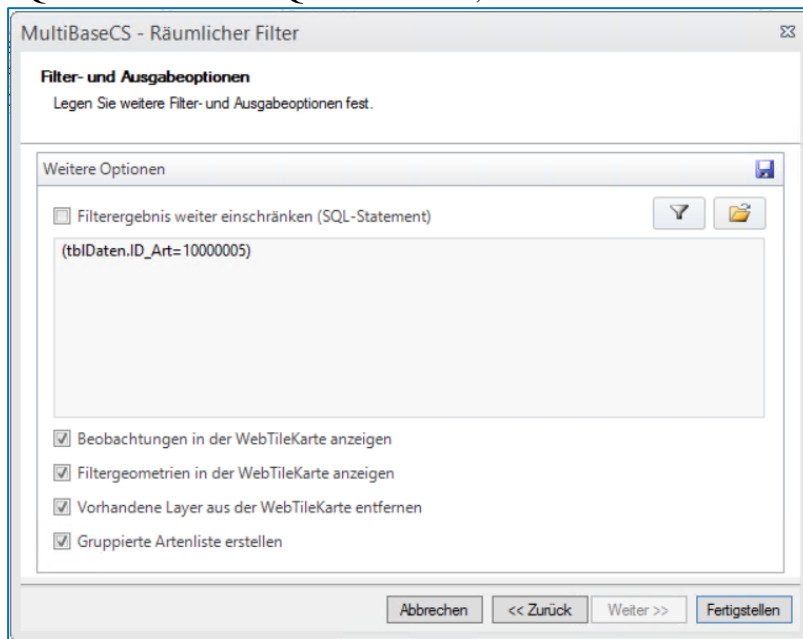 MultiBaseCS - Räumlicher Filter
Filter- und Ausgabeoptionen
Legen Sie weitere Filter- und Ausgabeoptionen fest.
Weitere Optionen
Filterergebnis weiter einschränken (SQL-Statement)
(tblDaten.ID_Art=10000005)
Beobachtungen in der WebTileKarte anzeigen
Filtergeometrien in der WebTileKarte anzeigen
Vorhandene Layer aus der WebTileKarte entfernen
Gruppierte Artenliste erstellen
Abbrechen << Zurück Weiter >> Fertigstellen